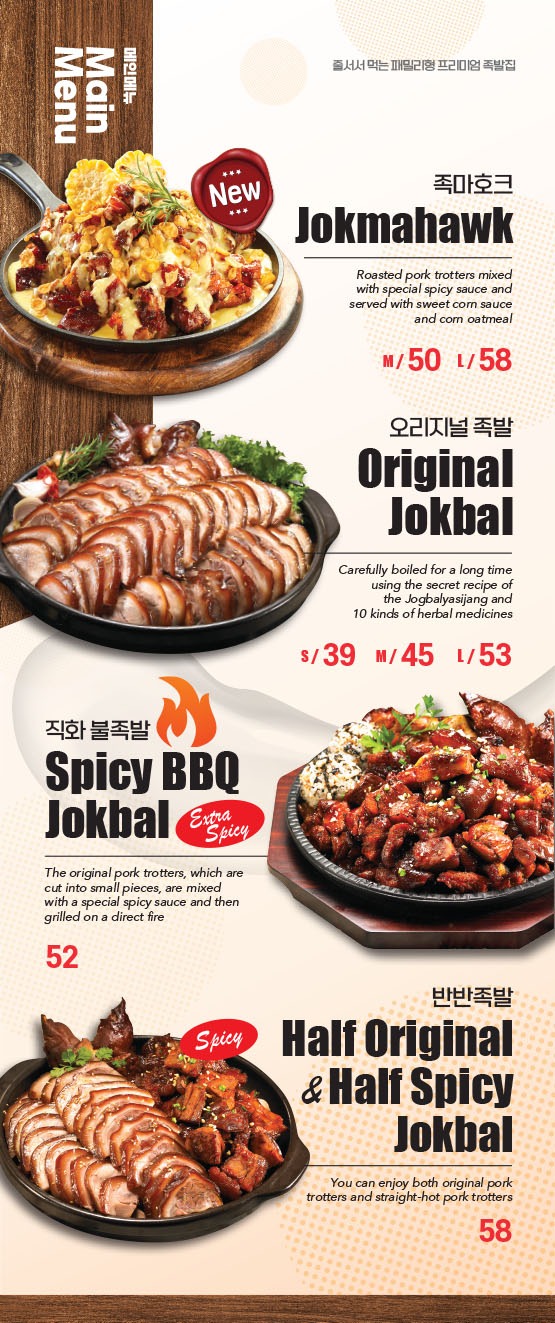 메인메뉴
Main
Menu
줄서서 먹는 패밀리형 프리미엄 족발집
New
족마호크
Jokmahawk
Roasted pork trotters mixed
with special spicy sauce and
served with sweet corn sauce
and corn oatmeal
M/50 L/58
오리지널 족발
Original
Jokbal
Carefully boiled for a long time
using the secret recipe of
the Jogbalyasijang and
10 kinds of herbal medicines
S/39 M/45 L/53
직화 불족발
Spicy BBQ
Jokbal
Extra
Spicy
The original pork trotters, which are
cut into small pieces, are mixed
with a special spicy sauce and then
grilled on a direct fire
52
반반족발
Spicy
Half Original
& Half Spicy
Jokbal
You can enjoy both original pork
trotters and straight-hot pork trotters
58